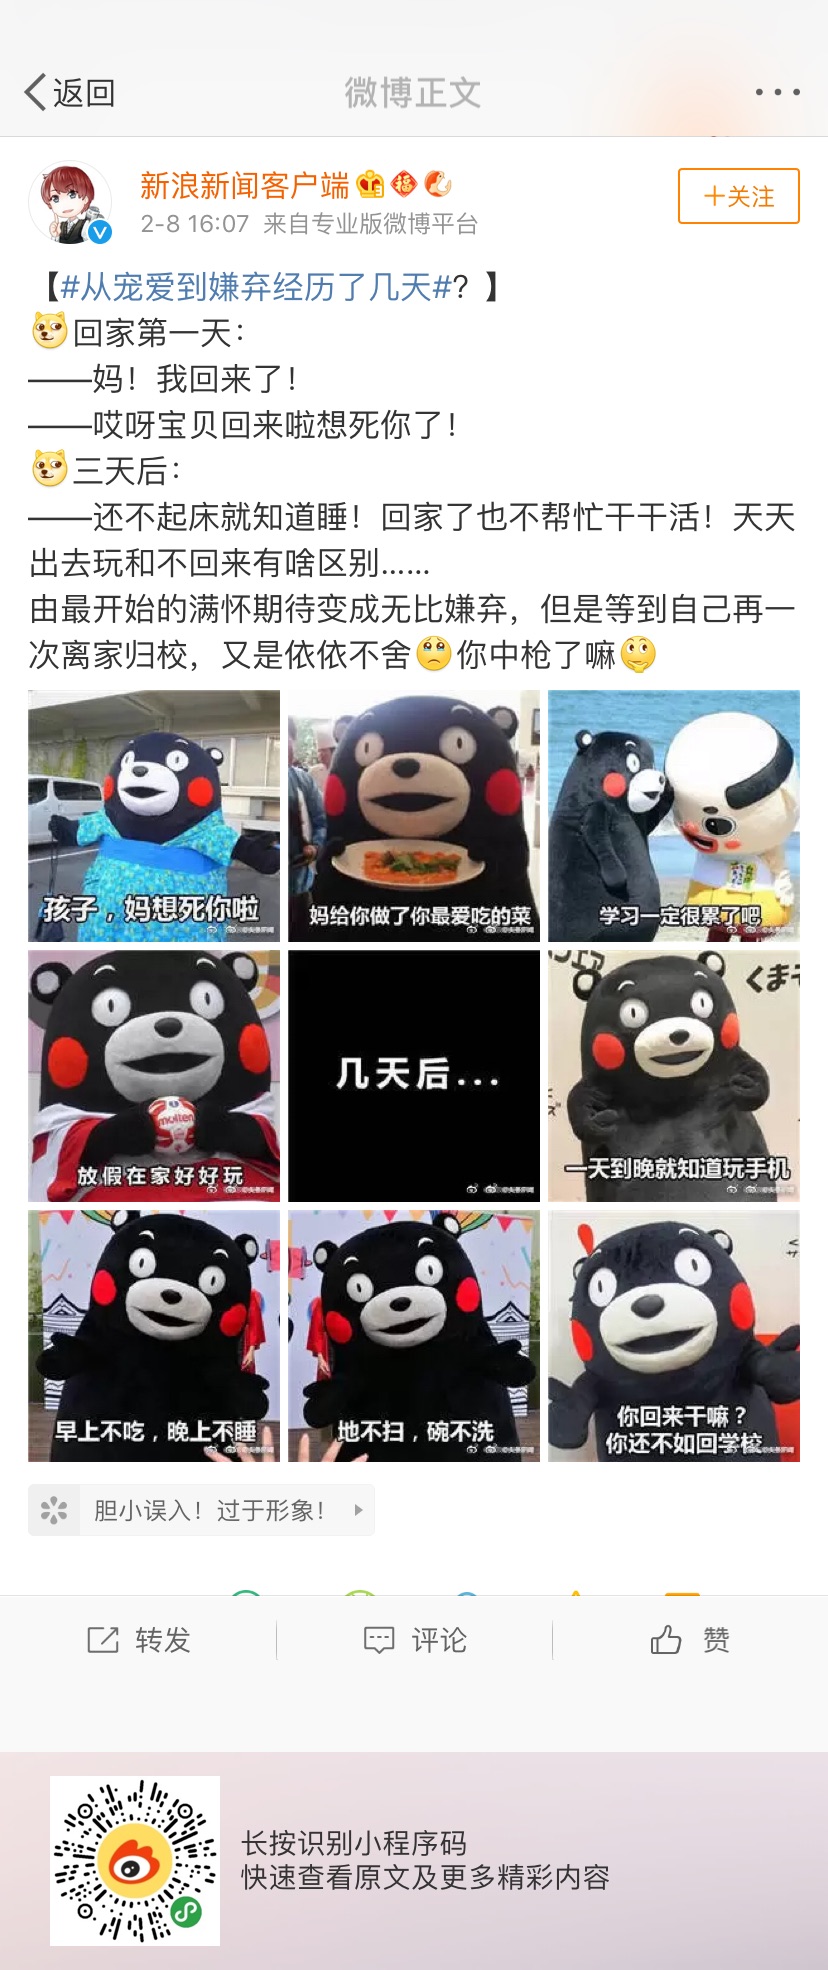 返回
微博正文
新浪新闻客户端
2-8 16:07 来自专业版微博平台
+关注
【#从宠爱到嫌弃经历了几天#？】
回家第一天：
——妈！我回来了！
——哎呀宝贝回来啦想死你了！
三天后：
——还不起床就知道睡！回家了也不帮忙干干活！天天
出去玩和不回来有啥区别……
由最开始的满怀期待变成无比嫌弃，但是等到自己再一
次离家归校，又是依依不舍你中枪了嘛
孩子，妈想死你啦
妈给你做了你最爱吃的菜
学习一定很累了吧
molten
放假在家好好玩
几天后...
くまモ
一天到晚就知道玩手机
早上不吃，晚上不睡
地不扫，碗不洗
你回来干嘛？
你还不如回学校
胆小误入！过于形象！
转发
评论
赞
长按识别小程序码
快速查看原文及更多精彩内容